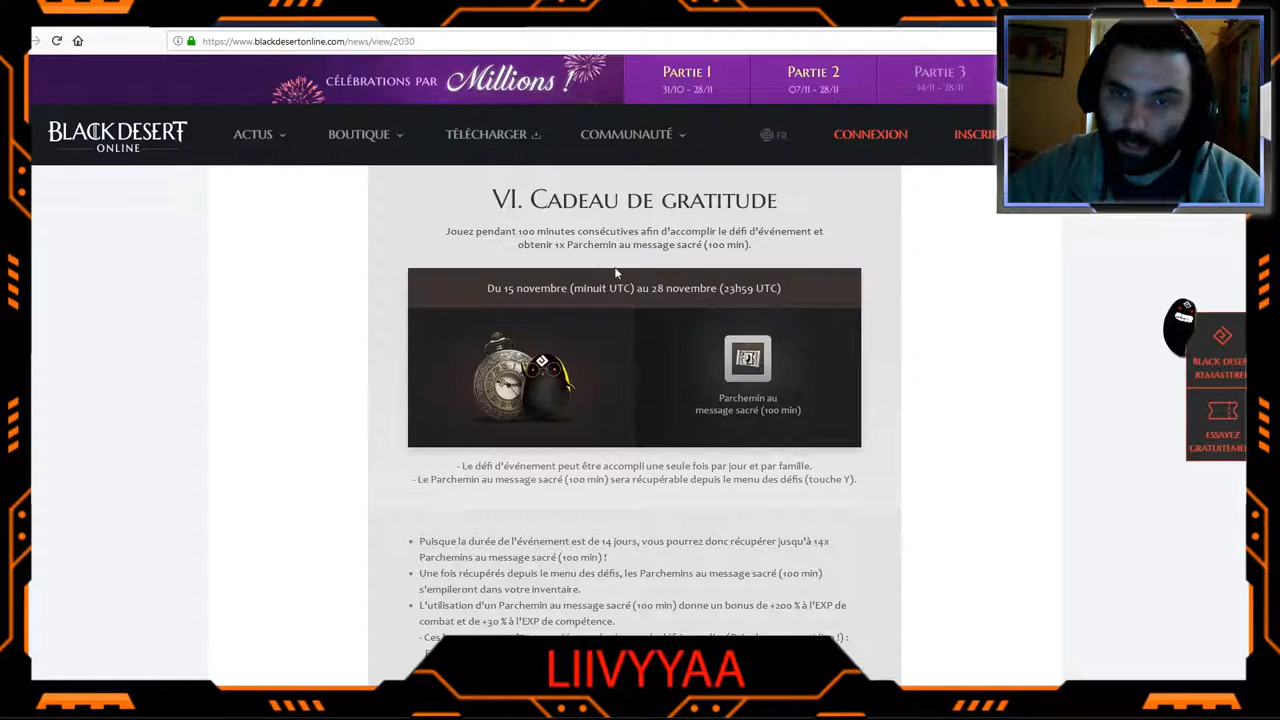 https://www.blackdesertonline.com/news/view/2030
CÉLÉBRATIONS PAR Millions !
PARTIE 1
31/10 - 28/11
PARTIE 2
07/11 - 28/11
PARTIE 3
14/11 - 28/11
BLACK DESERT
ONLINE
ACTUS
BOUTIQUE
TÉLÉCHARGER
COMMUNAUTÉ
FR
CONNEXION
INSCRIP
VI. CADEAU DE GRATITUDE
Jouez pendant 100 minutes consécutives afin d'accomplir le défi d'événement et
obtenir 1x Parchemin au message sacré (100 min).
Du 15 novembre (minuit UTC) au 28 novembre (23h59 UTC)
Parchemin au
message sacré (100 min)
BLACK DESER
REMASTERE
ESSAYEZ
GRATUITEME
- Le défi d'événement peut être accompli une seule fois par jour et par famille.
- Le Parchemin au message sacré (100 min) sera récupérable depuis le menu des défis (touche Y).
• Puisque la durée de l'événement est de 14 jours, vous pourrez donc récupérer jusqu'à 14x
Parchemins au message sacré (100 min) !
• Une fois récupérés depuis le menu des défis, les Parchemins au message sacré (100 min)
s'empileront dans votre inventaire.
• L'utilisation d'un Parchemin au message sacré (100 min) donne un bonus de +200 % à l'EXP de
combat et de +30 % à l'EXP de compétence.
- Ces
LIIVYYAA